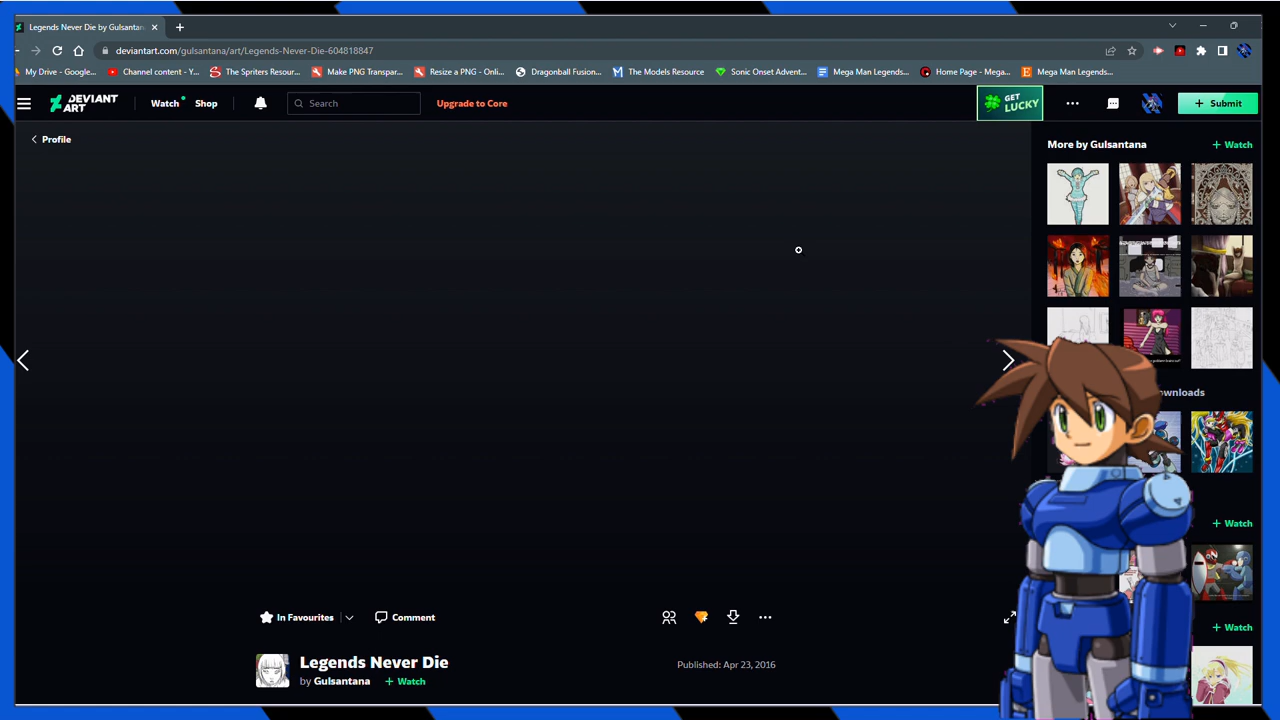 Legends Never Die by Gulsantana
deviantart.com/gulsantana/art/Legends-Never-Die-604818847
My Drive - Google...
Channel content - Y...
The Spriters Resour...
Make PNG Transpar...
Resize a PNG - Onli...
Dragonball Fusion...
The Models Resource
Sonic Onset Advent...
Mega Man Legends...
Home Page - Mega...
Mega Man Legends...
DEVIANT
ART
Watch
Shop
Search
Upgrade to Core
GET
LUCKY
Submit
Profile
More by Gulsantana
Watch
ownloads
Watch
Watch
In Favourites
Comment
Legends Never Die
by Gulsantana
Watch
Published: Apr 23, 2016